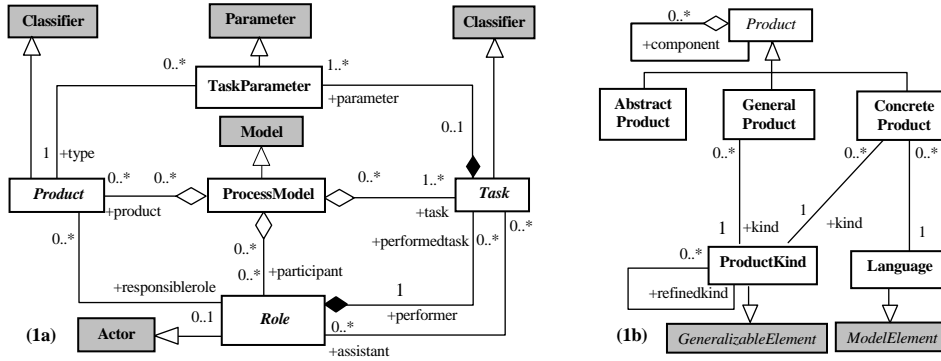 Classifier
Parameter
Classifier
0..*
1..*
TaskParameter
+parameter
Model
0..1
1
+type
0..*
0..*
0..*
1..*
Product
ProcessModel
Task
+product
+task
0..*
0..*
+performedtask
0..*
0..*
0..*
+participant
+responsiblerole
1
+performer
(1a)
Actor
0..1
Role
0..*
+assistant
0..*
Product
+component
Abstract
Product
General
Product
Concrete
Product
0..*
0..*
0..*
1
+kind
1
+kind
1
0..*
ProductKind
Language
+refinedkind
(1b)
GeneralizableElement
ModelElement